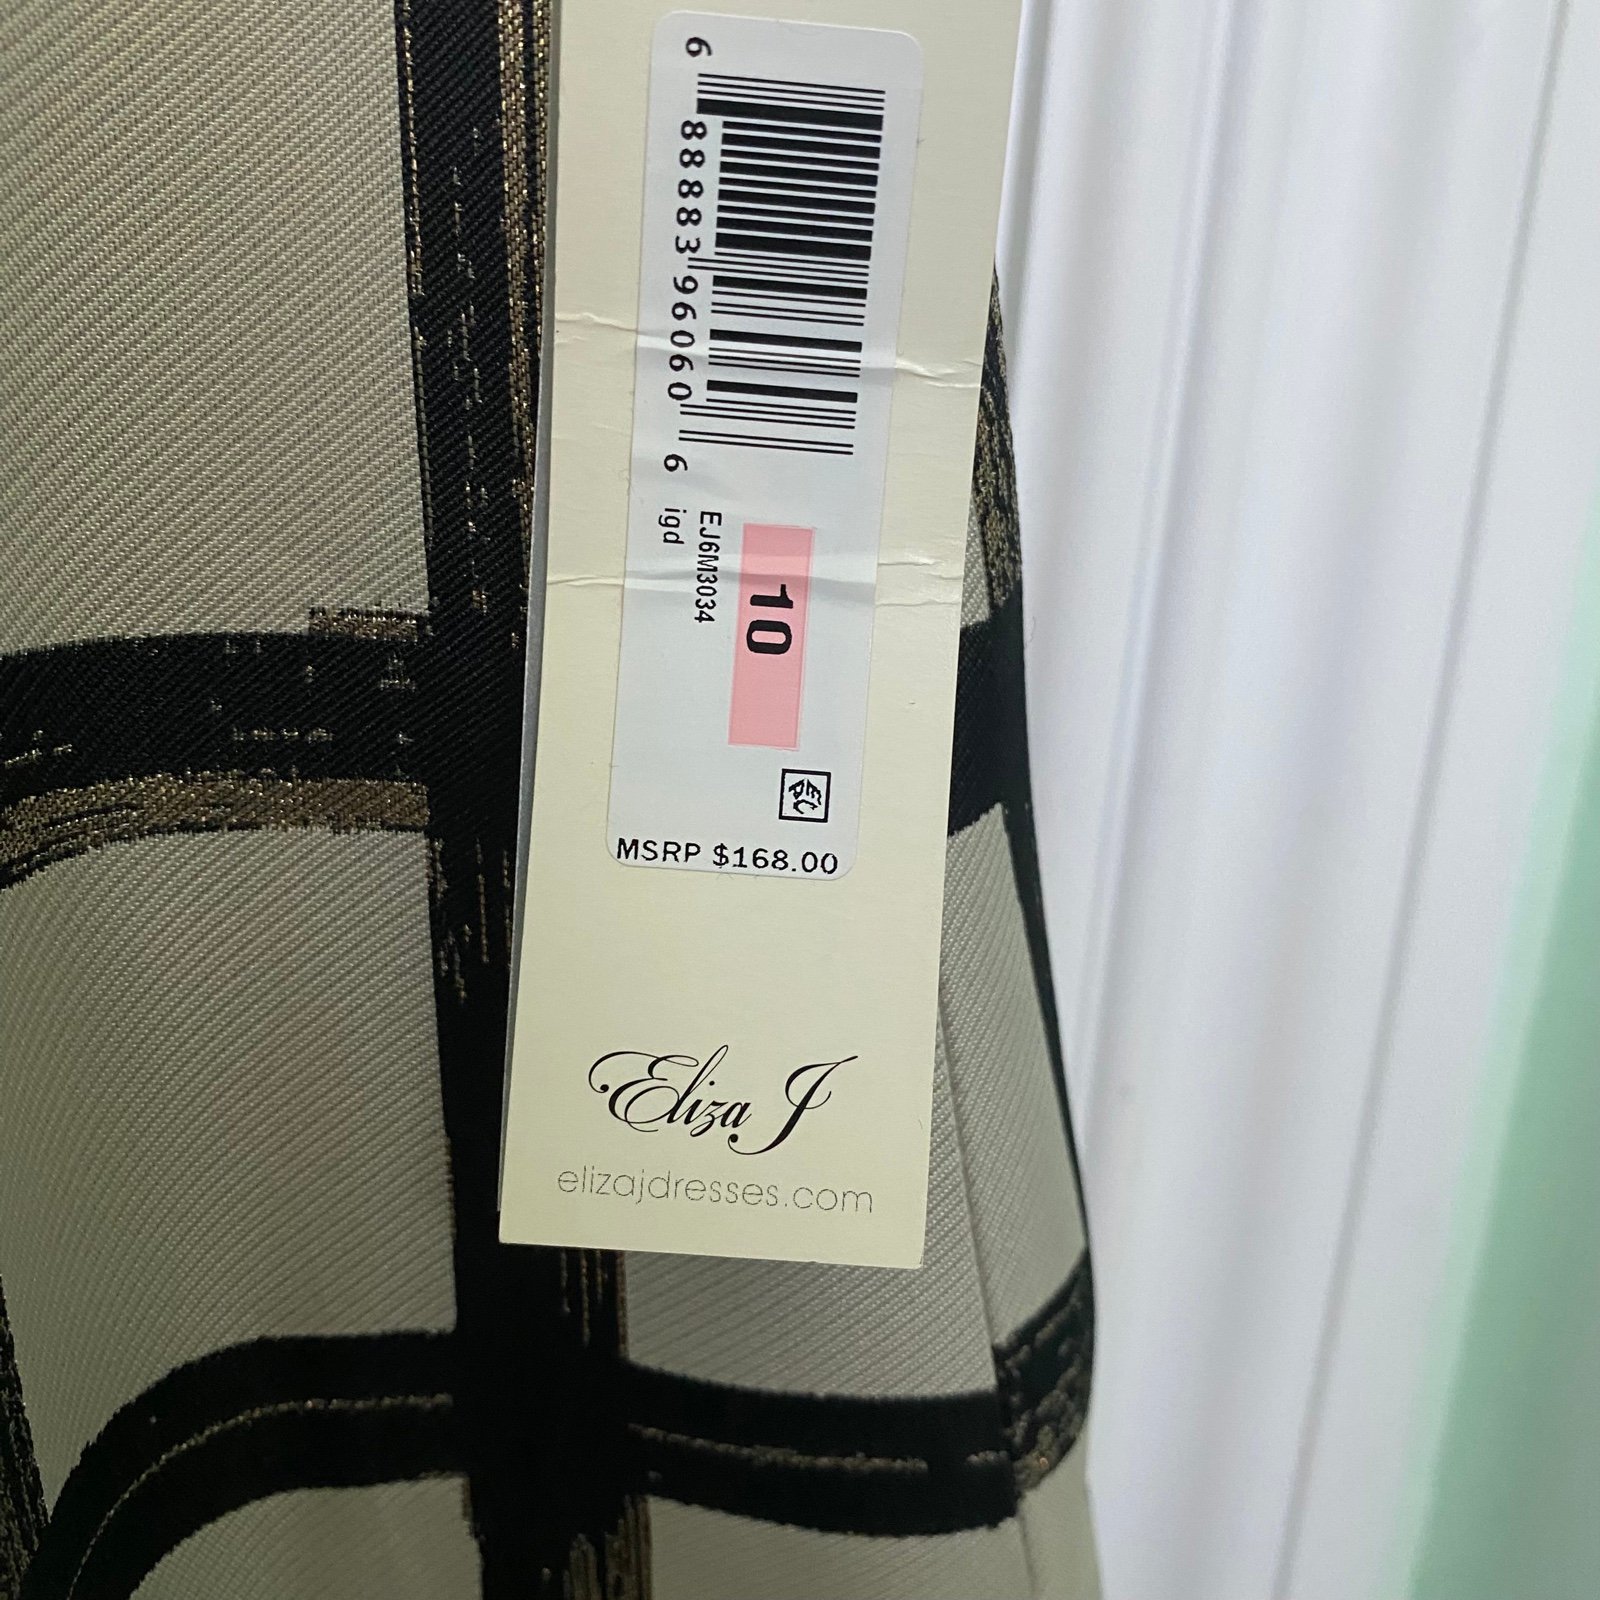 6 88883 96060 6
igd
EJ6M3034
10
MSRP $168.00
Eliza J
elizajdresses.com